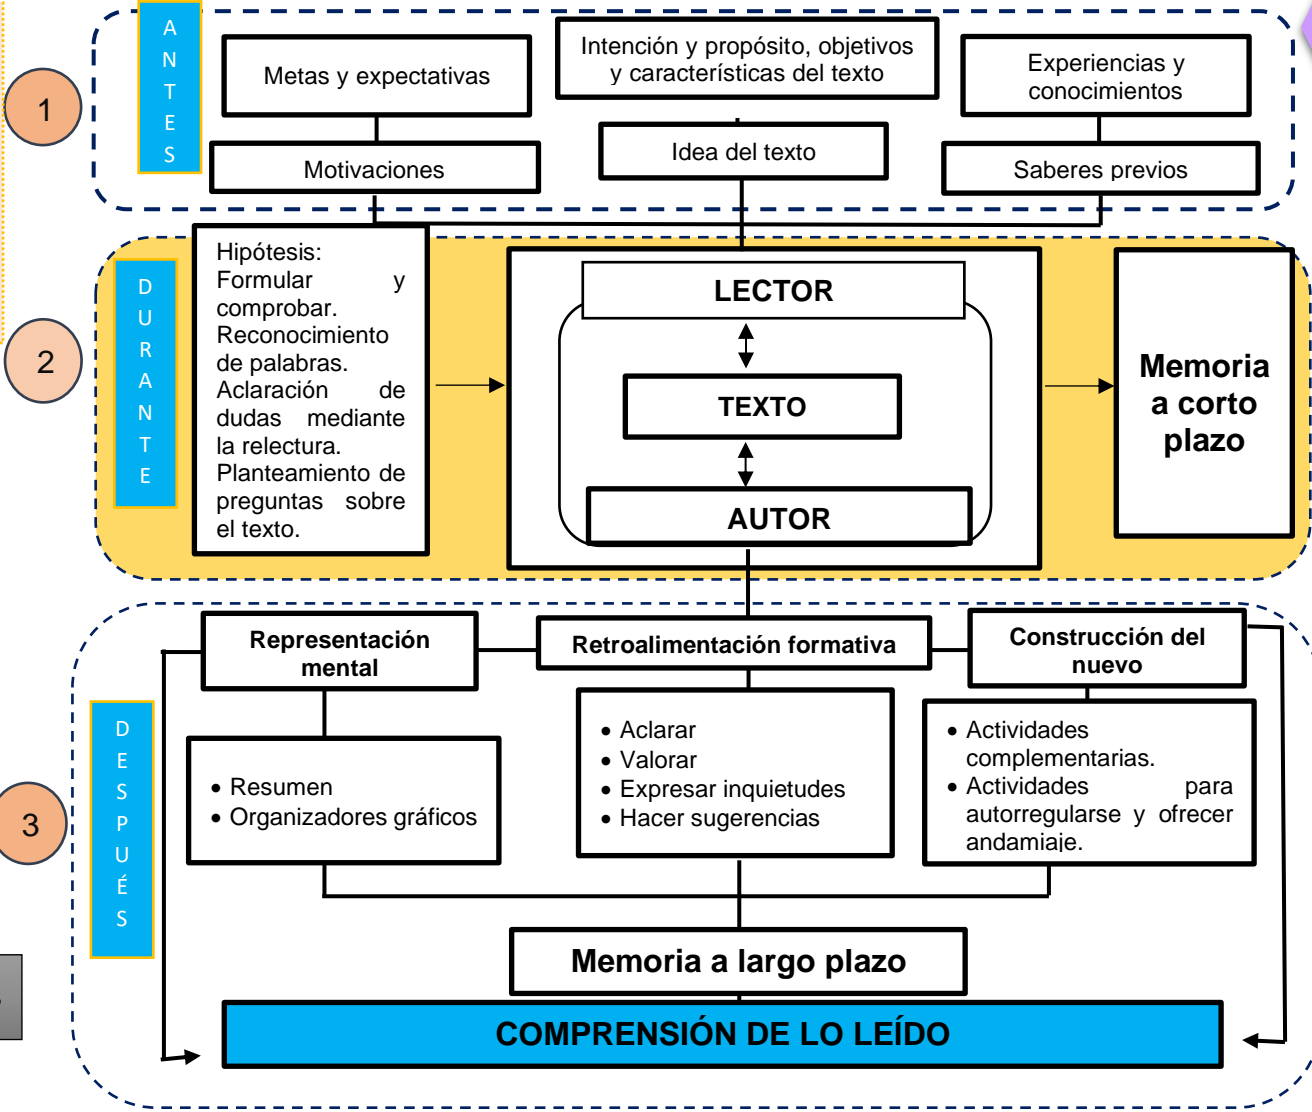 1
A
N
T
E
S
Metas y expectativas
Intención y propósito, objetivos
y características del texto
Experiencias y
conocimientos
Motivaciones
Idea del texto
Saberes previos
2
D
U
R
A
N
T
E
Hipótesis:
Formular y
comprobar.
Reconocimiento
de palabras.
Aclaración de
dudas mediante
la relectura.
Planteamiento de
preguntas sobre
el texto.
LECTOR
TEXTO
AUTOR
Memoria
a corto
plazo
3
D
E
S
P
U
É
S
Representación
mental
Retroalimentación formativa
Construcción del
nuevo
• Resumen
• Organizadores gráficos
• Aclarar
• Valorar
• Expresar inquietudes
• Hacer sugerencias
• Actividades
complementarias.
• Actividades para
autorregularse y ofrecer
andamiaje.
Memoria a largo plazo
COMPRENSIÓN DE LO LEÍDO